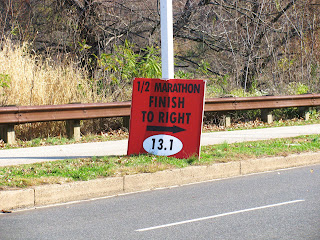 1/2 MARATHON
FINISH
TO RIGHT
13.1